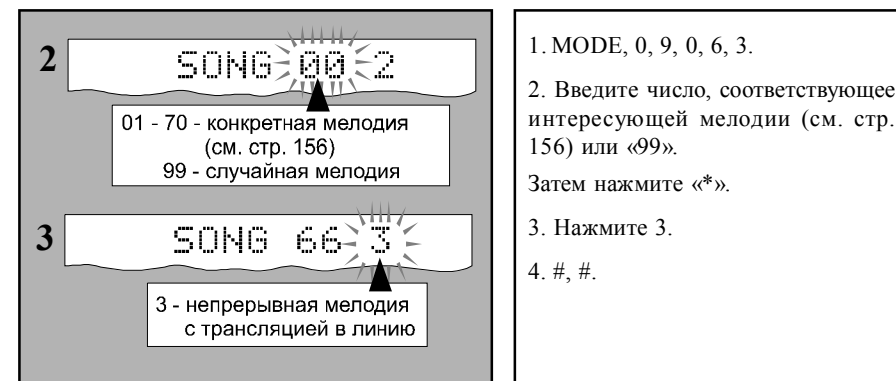 2
SONG 00 2
01 - 70 - конкретная мелодия
(см. стр. 156)
99 - случайная мелодия
3
SONG 66 3
3 - непрерывная мелодия
с трансляцией в линию
1. MODE, 0, 9, 0, 6, 3.
2. Введите число, соответствующее
интересующей мелодии (см. стр.
156) или «99».
Затем нажмите «*».
3. Нажмите 3.
4. #, #.